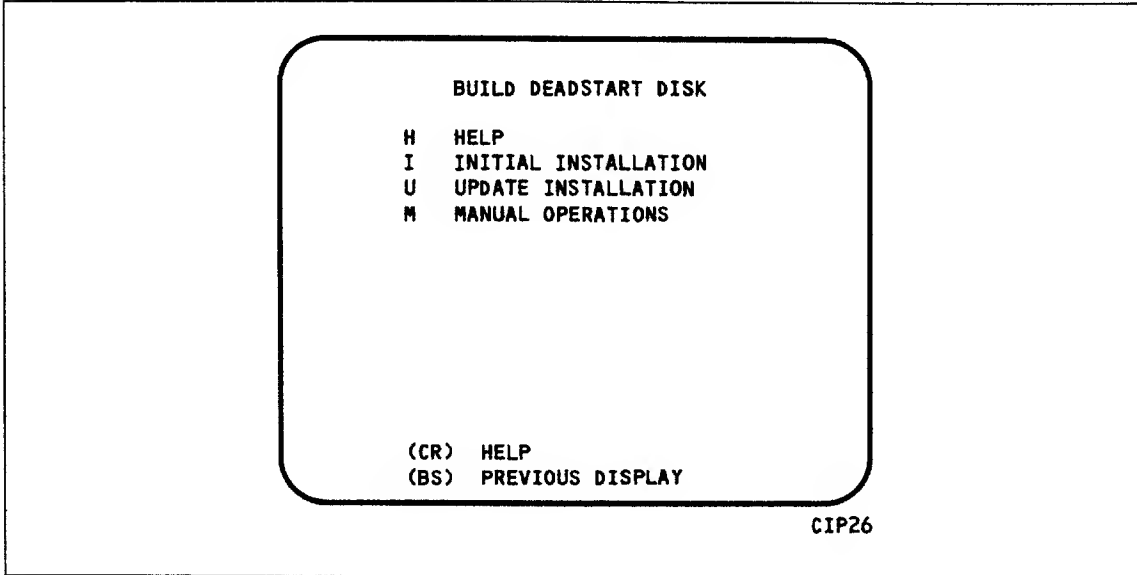 BUILD DEADSTART DISK
H HELP
I INITIAL INSTALLATION
U UPDATE INSTALLATION
M MANUAL OPERATIONS
(CR) HELP
(BS) PREVIOUS DISPLAY
CIP26